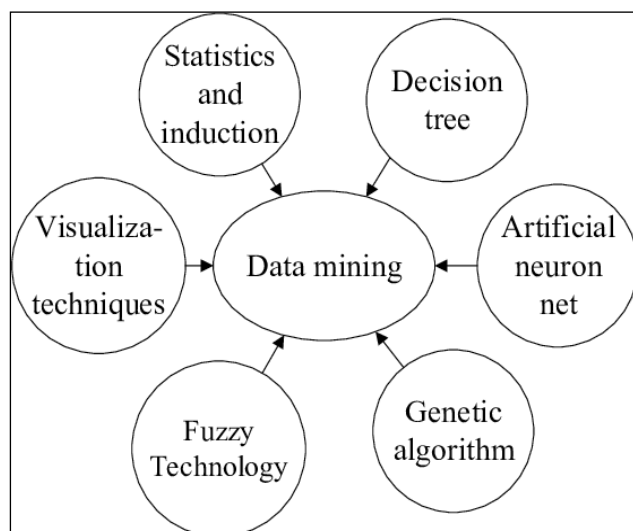 Statistics
and
induction
Decision
tree
Visualiza-
tion
techniques
Data mining
Artificial
neuron
net
Fuzzy
Technology
Genetic
algorithm